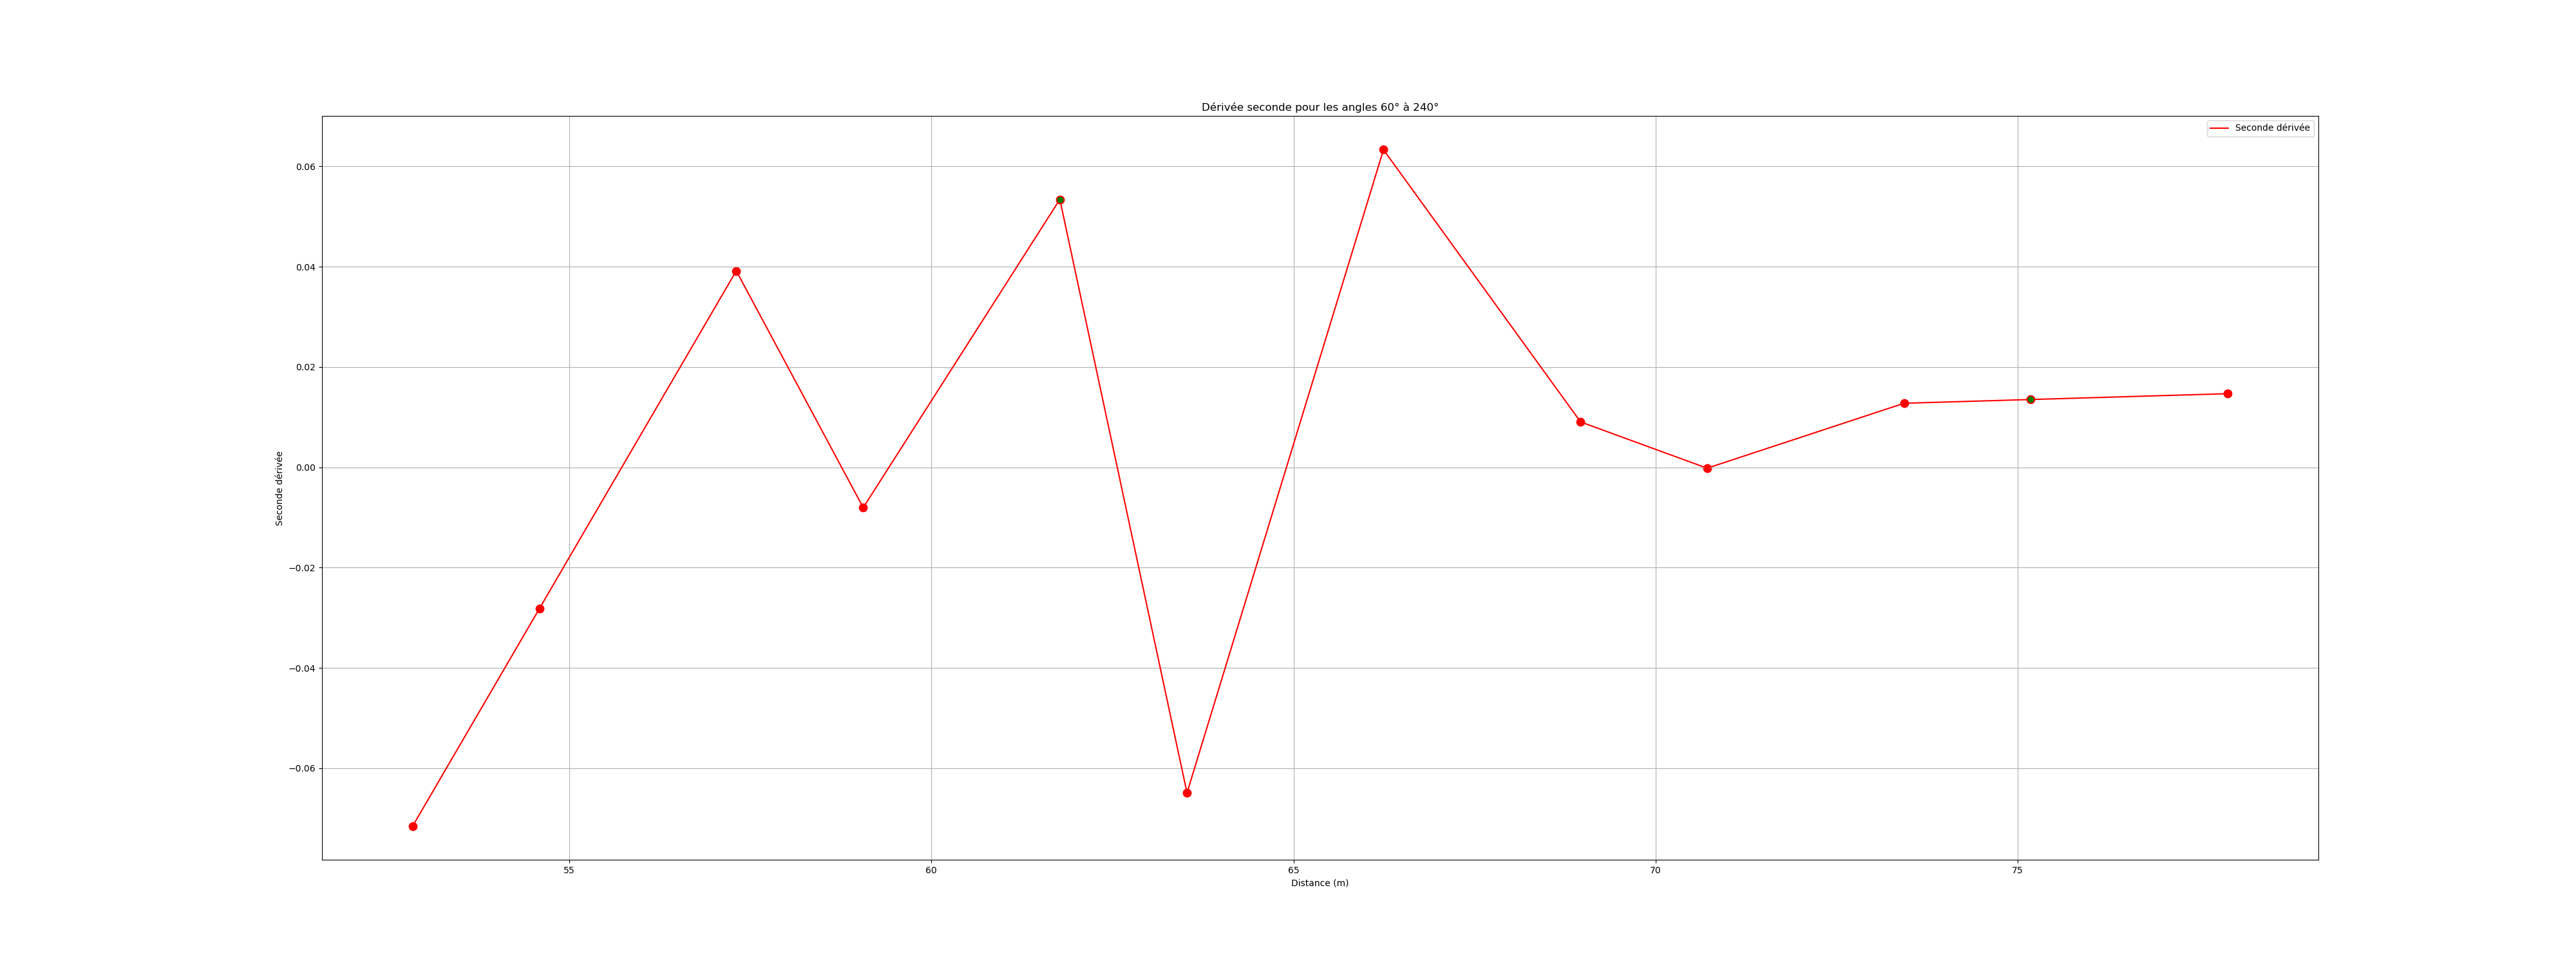 Dérivée seconde pour les angles 60° à 240°
Seconde dérivée
0.06
0.04
0.02
0.00
−0.02
−0.04
−0.06
Seconde dérivée
55 60 65 70 75
Distance (m)